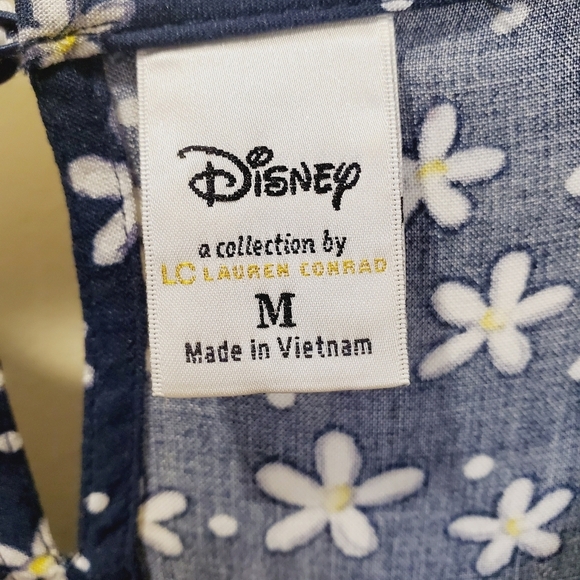 Disney
a collection by
LC LAUREN CONRAD
M
Made in Vietnam